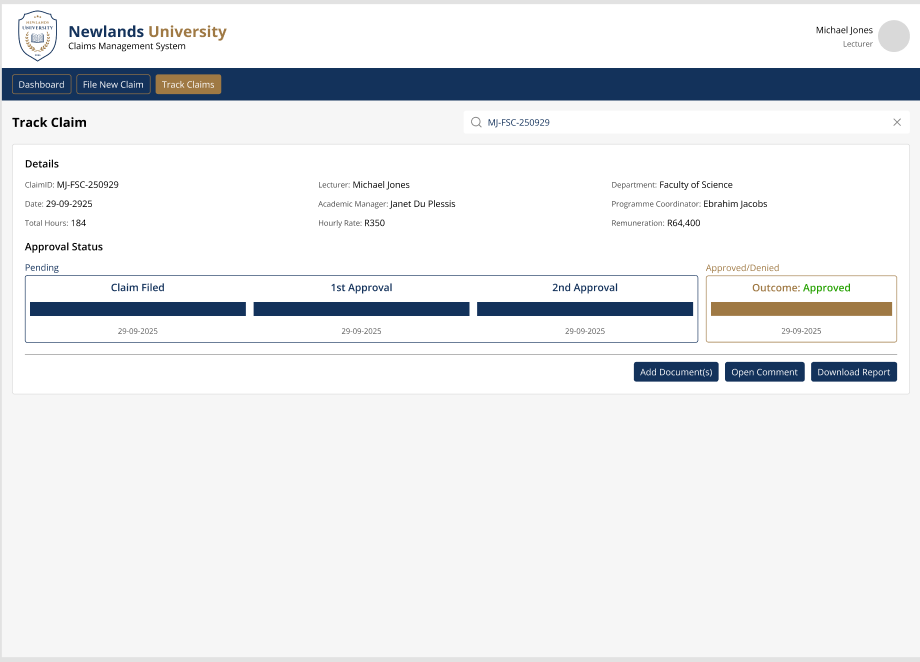 NEWLANDS
UNIVERSITY
Newlands University
Claims Management System
Michael Jones
Lecturer
Dashboard
File New Claim
Track Claims
Track Claim
MJ-FSC-250929
Details
ClaimID: MJ-FSC-250929
Lecturer: Michael Jones
Department: Faculty of Science
Date: 29-09-2925
Academic Manager: Janet Du Plessis
Programme Coordinator: Ebrahim Jacobs
Total Hours: 184
Hourly Rate: R350
Remuneration: R64,400
Approval Status
Pending
Approved/Denied
Claim Filed
1st Approval
2nd Approval
Outcome: Approved
29-09-2025
29-09-2025
29-09-2025
29-09-2025
Add Document(s)
Open Comment
Download Report